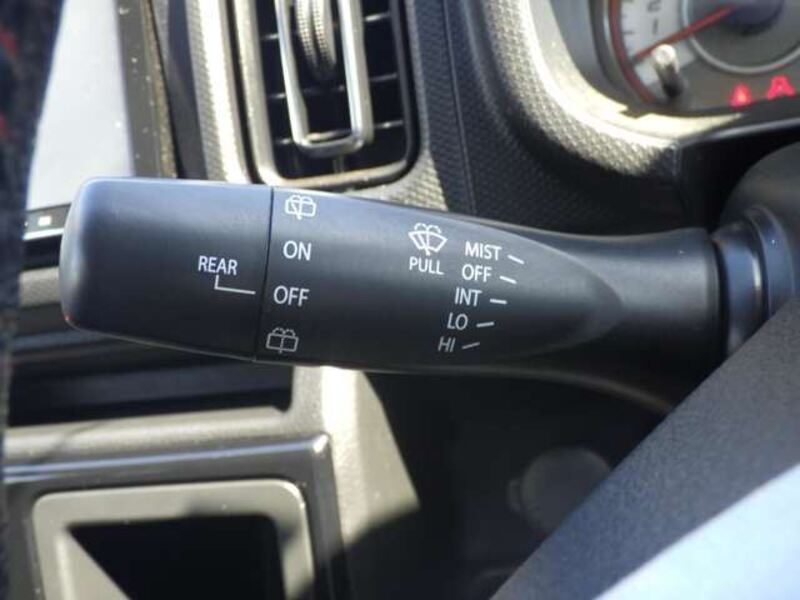 REAR
ON
OFF
PULL
MIST
OFF
INT
LO
HI